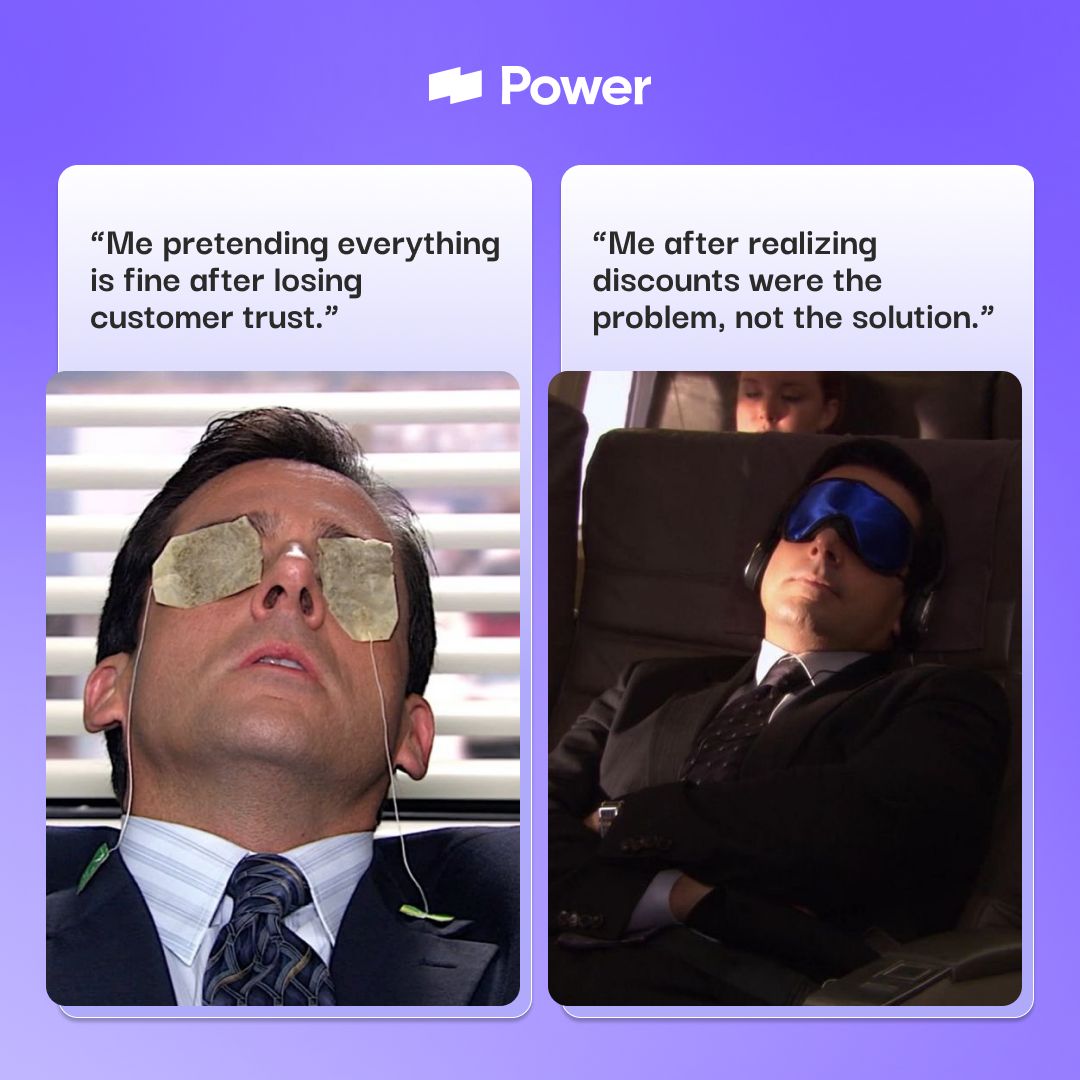 Power
“Me pretending everything
is fine after losing
customer trust.”
“Me after realizing
discounts were the
problem, not the solution.”